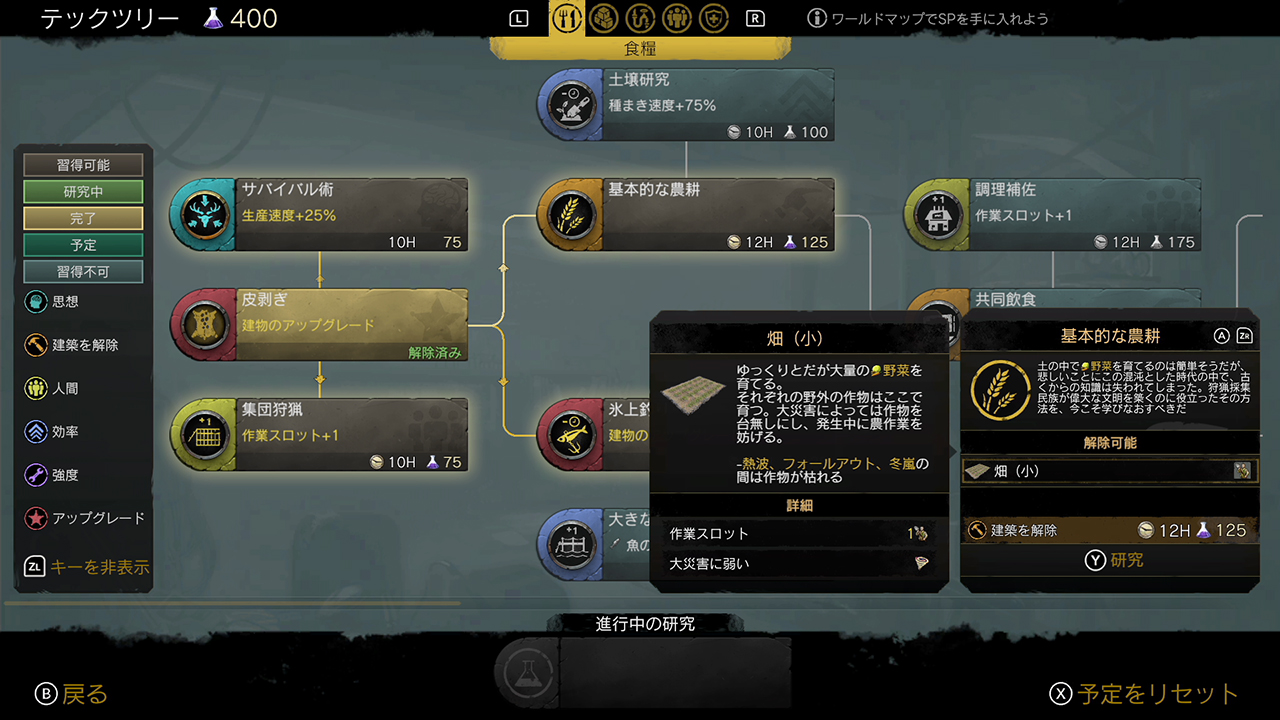 テックツリー 400
L
R
ワールドマップでSPを手に入れよう
食糧
土壌研究
種まき速度+75%
10H 100
習得可能
研究中
完了
予定
習得不可
思想
建築を解除
人間
効率
強度
アップグレード
ZL キーを非表示
サバイバル術
生産速度+25%
10H 75
皮剥ぎ
建物のアップグレード
解除済み
集団狩猟
+1
作業スロット+1
10H 75
基本的な農耕
12H 125
調理補佐
+1
作業スロット+1
12H 175
共同飲食
氷上釣
建物の
大きな
+1
魚の
畑（小）
ゆっくりとだが大量の野菜を
育てる。
それぞれの野外の作物はここで
育つ。大災害によっては作物を
台無しにし、発生中に農作業を
妨げる。
-熱波、フォールアウト、冬嵐の
間は作物が枯れる
詳細
作業スロット 1
大災害に弱い
基本的な農耕 A ZR
土の中で野菜を育てるのは簡単そうだが、
悲しいことにこの混沌とした時代の中で、古
くからの知識は失われてしまった。狩猟採集
民族が偉大な文明を築くのに役立ったその方
法を、今こそ学びなおすべきだ
解除可能
畑（小）
建築を解除 12H 125
Y 研究
進行中の研究
B 戻る
X 予定をリセット